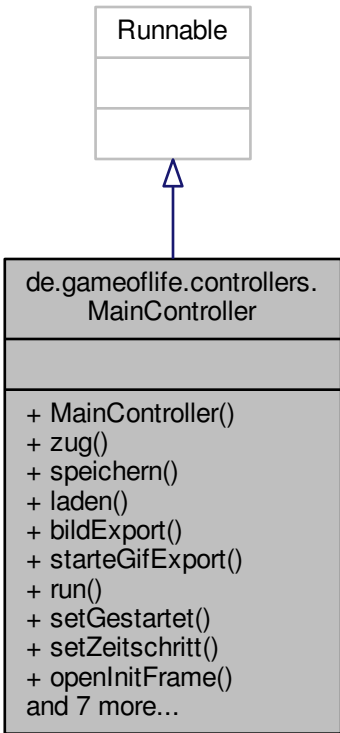 Runnable
de.gameoflife.controllers.
MainController
+ MainController()
+ zug()
+ speichern()
+ laden()
+ bildExport()
+ starteGifExport()
+ run()
+ setGestartet()
+ setZeitschritt()
+ openInitFrame()
and 7 more...